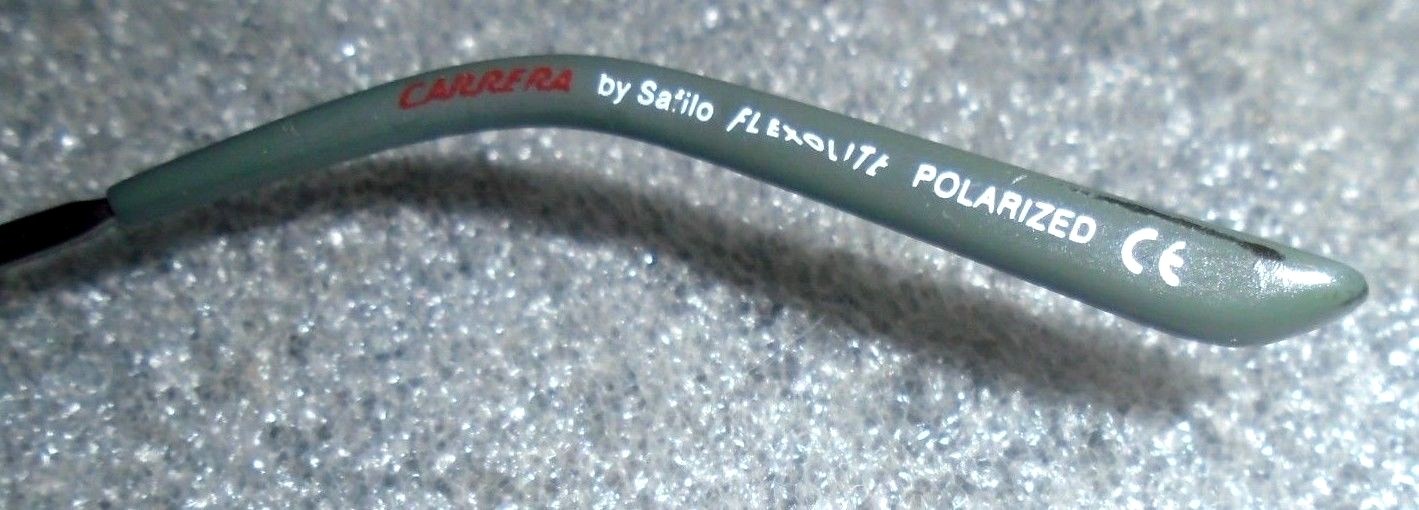 CARRERA by Safilo FLEXOLITE POLARIZED CE